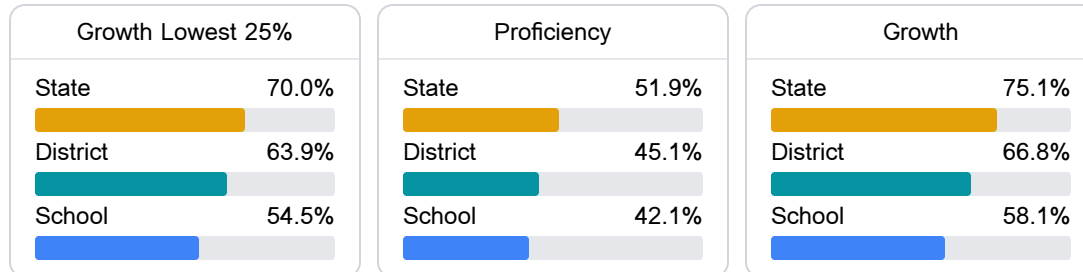 Growth Lowest 25%
State 70.0%
District 63.9%
School 54.5%
Proficiency
State 51.9%
District 45.1%
School 42.1%
Growth
State 75.1%
District 66.8%
School 58.1%